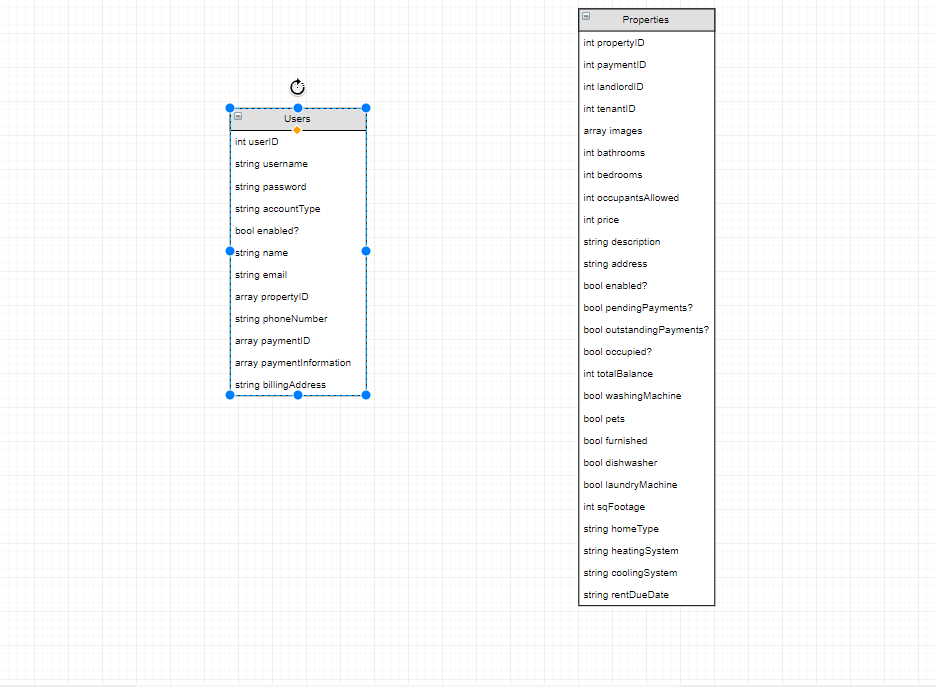 Users
int userID
string username
string password
string accountType
bool enabled?
string name
string email
array propertyID
string phoneNumber
array paymentID
array paymentInformation
string billingAddress
Properties
int propertyID
int paymentID
int landlordID
int tenantID
array images
int bathrooms
int bedrooms
int occupantsAllowed
int price
string description
string address
bool enabled?
bool pendingPayments?
bool outstandingPayments?
bool occupied?
int totalBalance
bool washingMachine
bool pets
bool furnished
bool dishwasher
bool laundryMachine
int sqFootage
string homeType
string heatingSystem
string coolingSystem
string rentDueDate